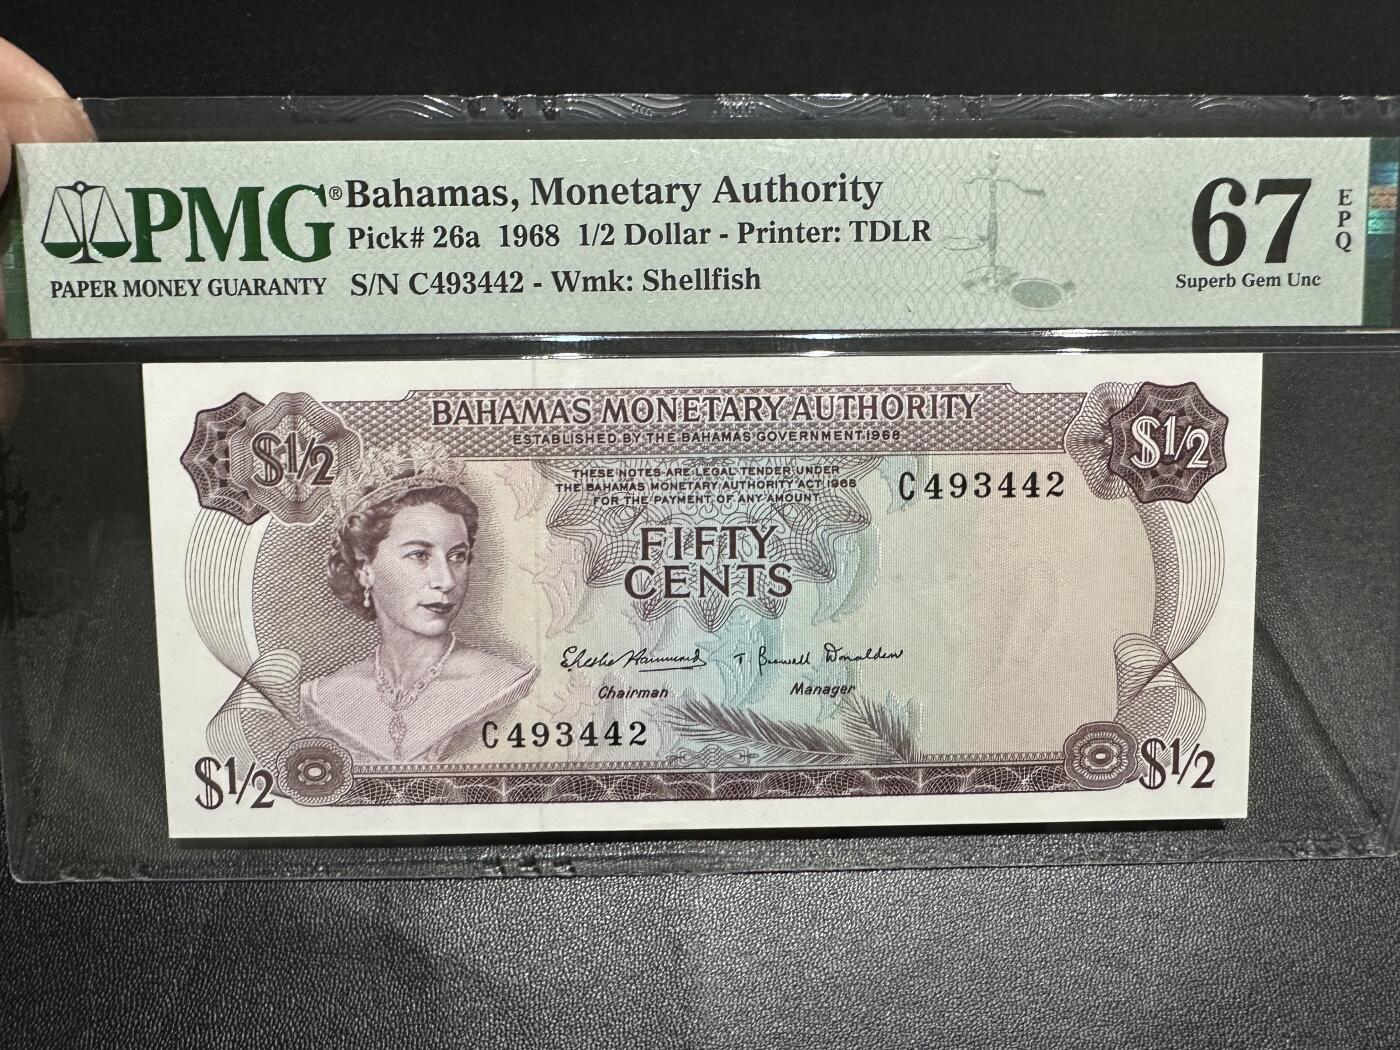 PMG®
PAPER MONEY GUARANTY
Bahamas, Monetary Authority
Pick# 26a 1968 1/2 Dollar - Printer: TDLR
S/N C493442 - Wmk: Shellfish
67
EPQ
Superb Gem Unc
BAHAMAS MONETARY AUTHORITY
ESTABLISHED BY THE BAHAMAS GOVERNMENT 1968
$1/2
$1/2
THESE NOTES ARE LEGAL TENDER UNDER
THE BAHAMAS MONETARY AUTHORITY ACT 1968
FOR THE PAYMENT OF ANY AMOUNT
C493442
FIFTY
CENTS
Chairman
Manager
C493442
$1/2
$1/2